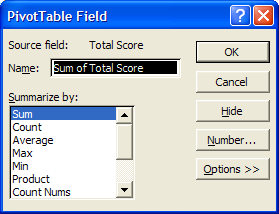 PivotTable Field
Source field: Total Score
Name: Sum of Total Score
Summarize by:
Sum
Count
Average
Max
Min
Product
Count Nums
OK
Cancel
Hide
Number...
Options >>